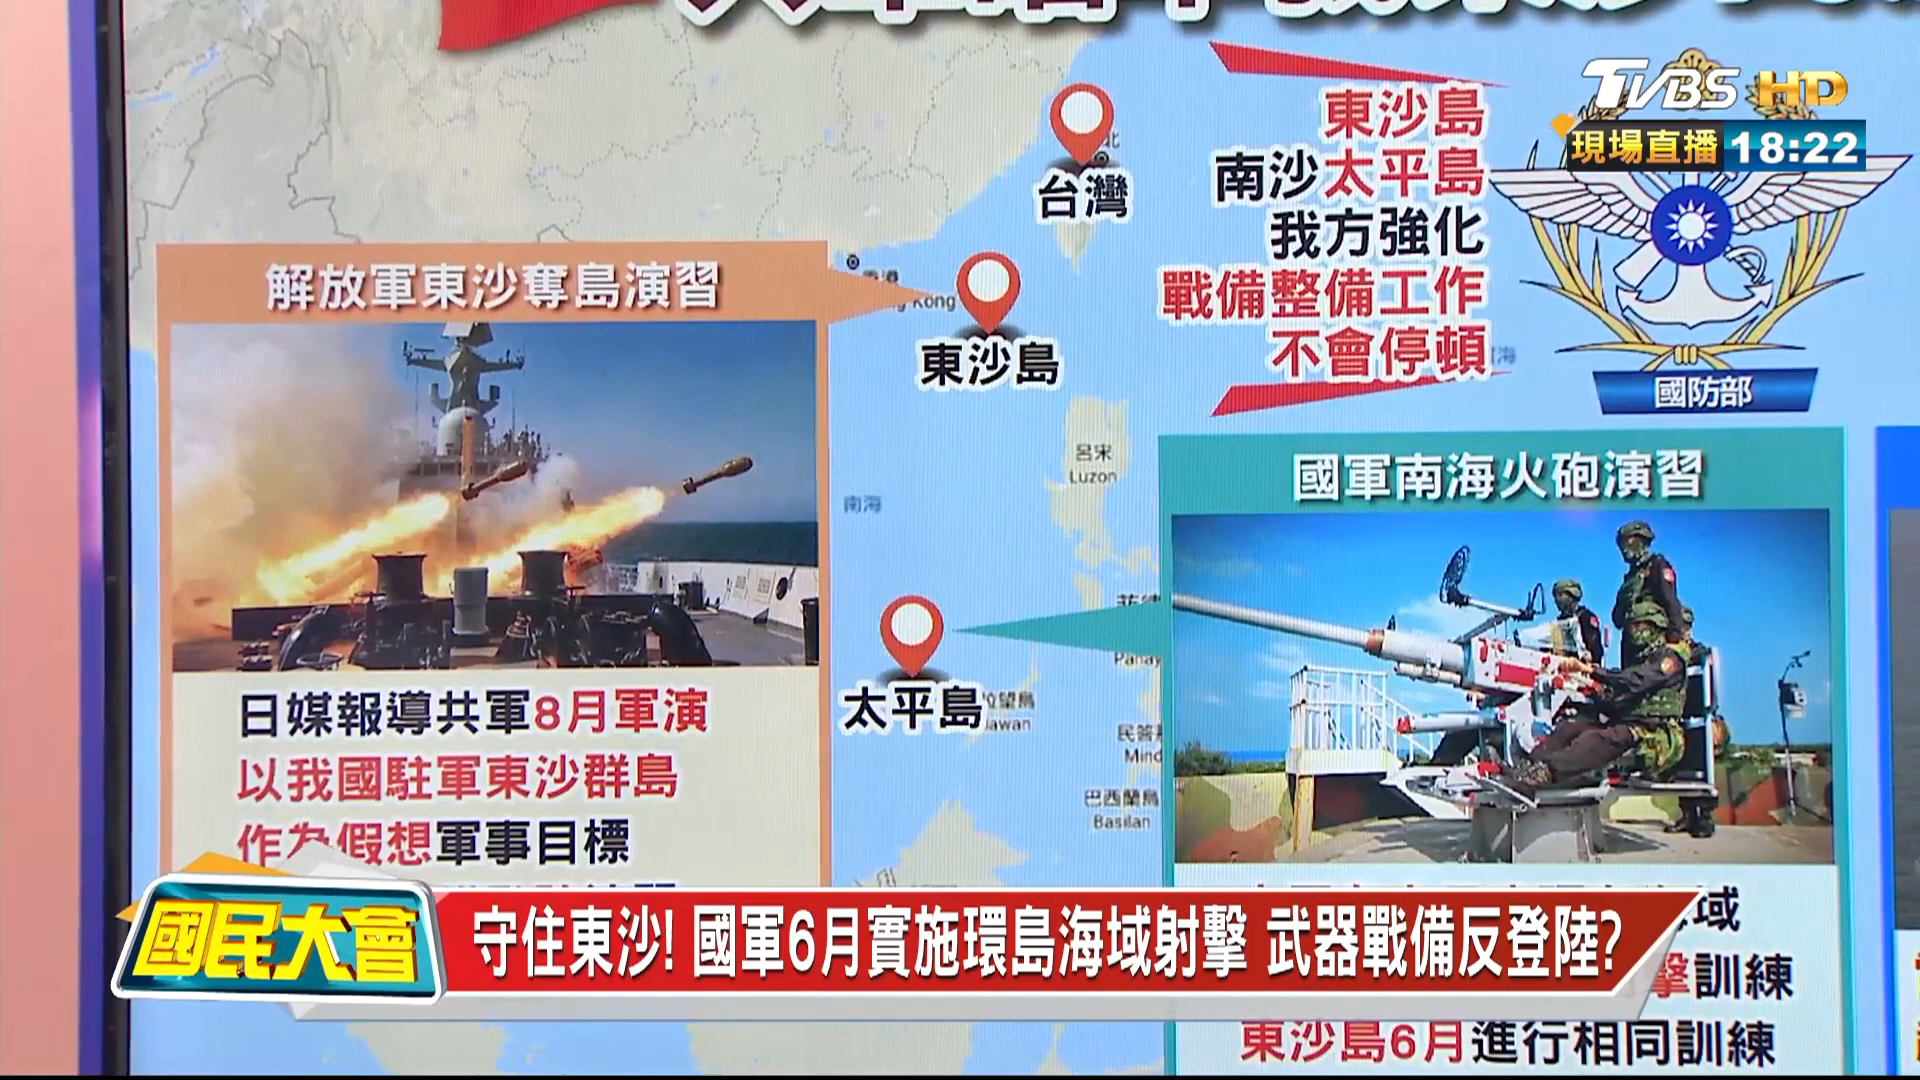 TVBS HD
現場直播 18:22
台灣
東沙島
南沙太平島
我方強化
戰備整備工作
不會停頓
國防部
解放軍東沙奪島演習
東沙島
呂宋
Luzon
南海
國軍南海火砲演習
太平島
日媒報導共軍8月軍演
以我國駐軍東沙群島
作為假想軍事目標
民答
Mind
巴西蘭島
Basilan
國民大會
守住東沙! 國軍6月實施環島海域射擊 武器戰備反登陸?
域
擊訓練
東沙島6月進行相同訓練